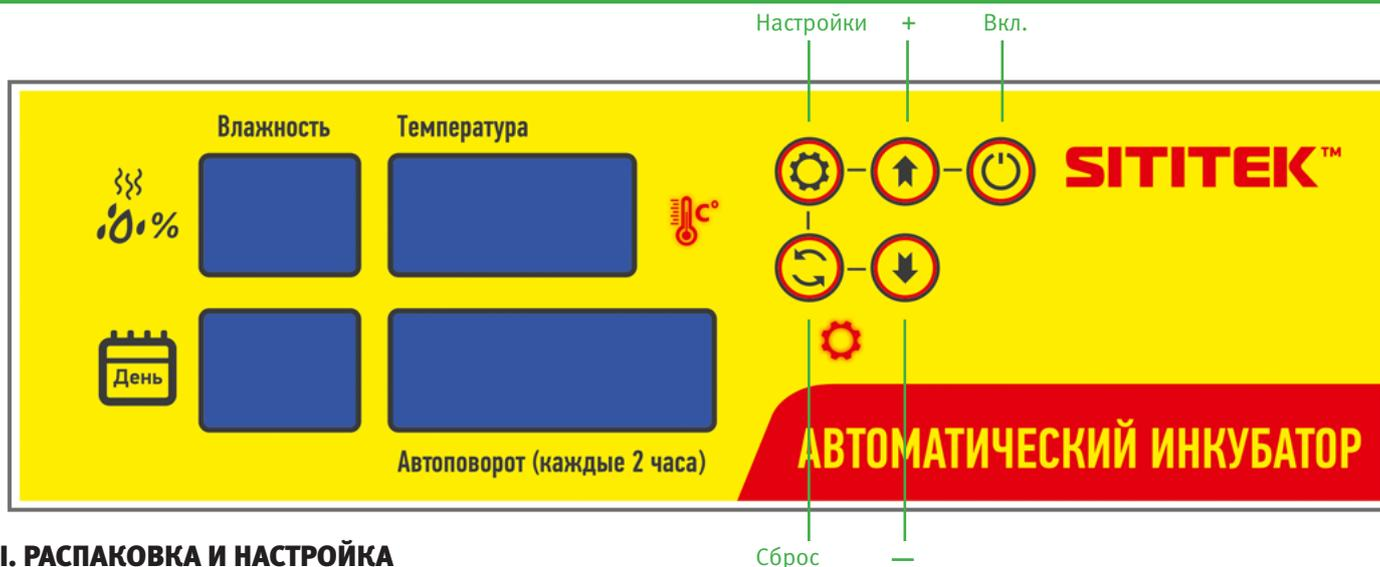 Настройки + Вкл.
Влажность Температура
%
C°
SITITEK™
День
Автоповорот (каждые 2 часа)
АВТОМАТИЧЕСКИЙ ИНКУБАТОР
Сброс —
I. РАСПАКОВКА И НАСТРОЙКА